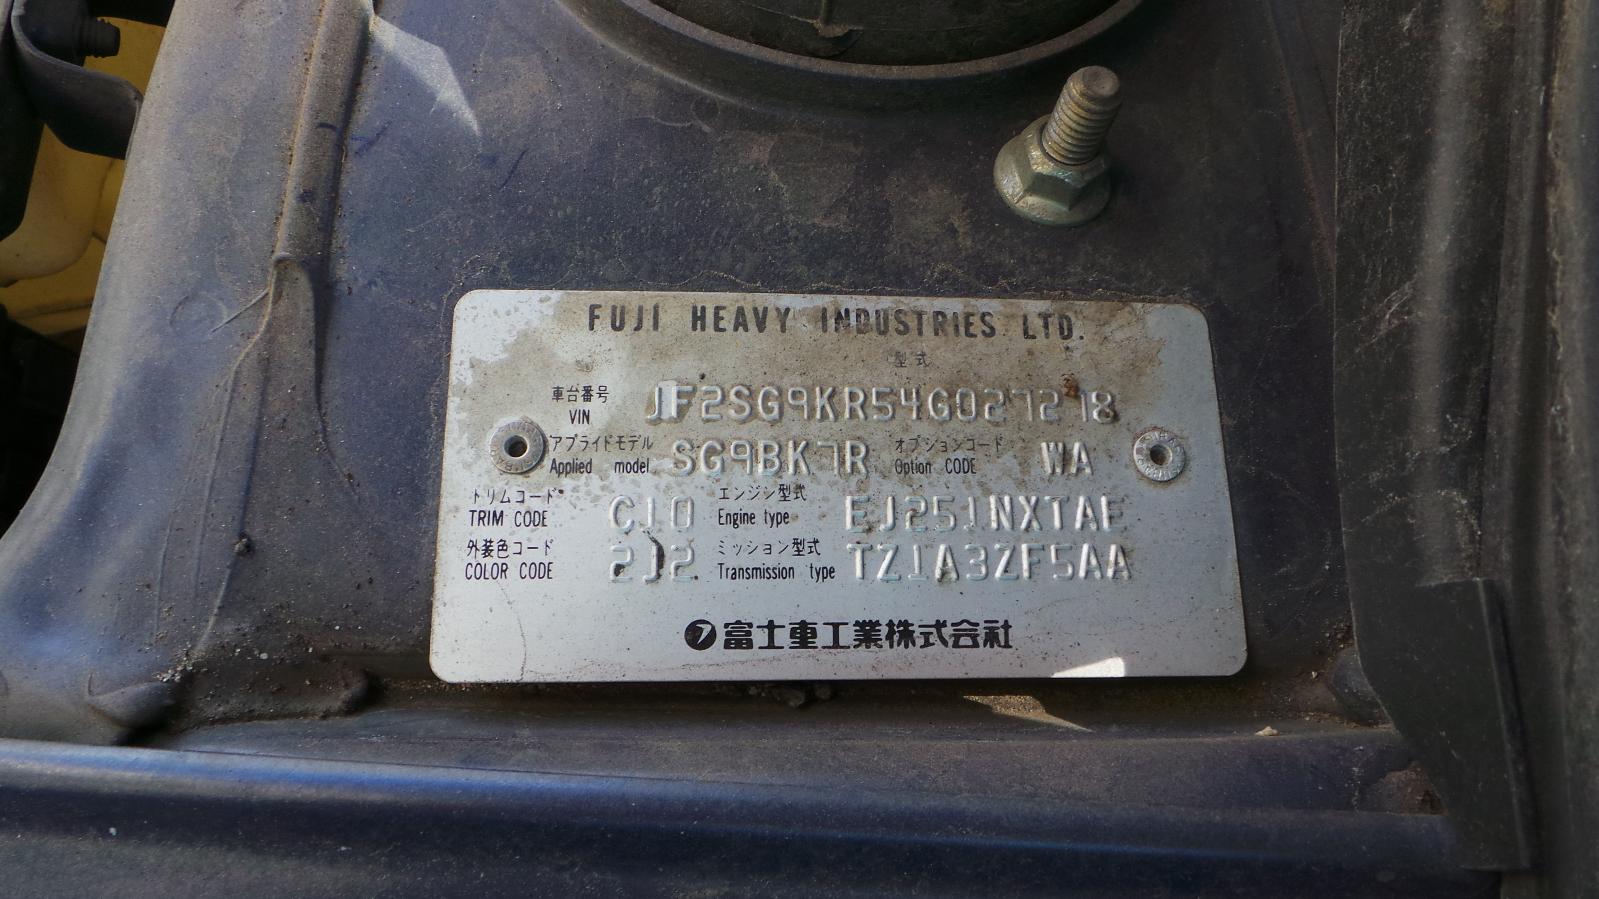 FUJI HEAVY INDUSTRIES LTD.
型式
車台番号
VIN JF2SG9KR54G027278
アプライドモデル オプションコード
Applied model SG9BK7R Option CODE WA
トリムコード エンジン型式
TRIM CODE C10 Engine type EJ251NXTAE
外装色コード ミッション型式
COLOR CODE 212 Transmission type TZ1A3ZF5AA
富士重工業株式会社